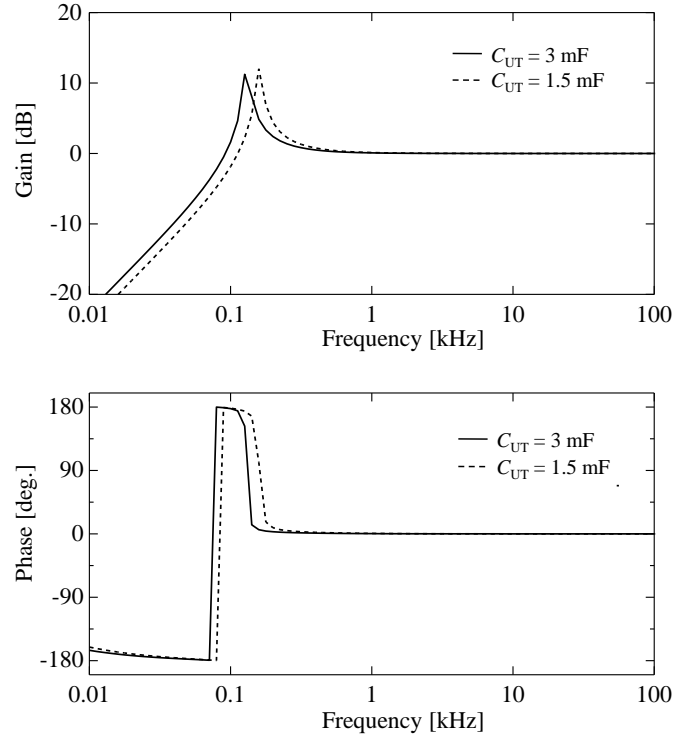 20
10
0
-10
-20
Gain [dB]
C_UT = 3 mF
C_UT = 1.5 mF
0.01 0.1 1 10 100
Frequency [kHz]
180
90
0
-90
-180
Phase [deg.]
C_UT = 3 mF
C_UT = 1.5 mF
0.01 0.1 1 10 100
Frequency [kHz]